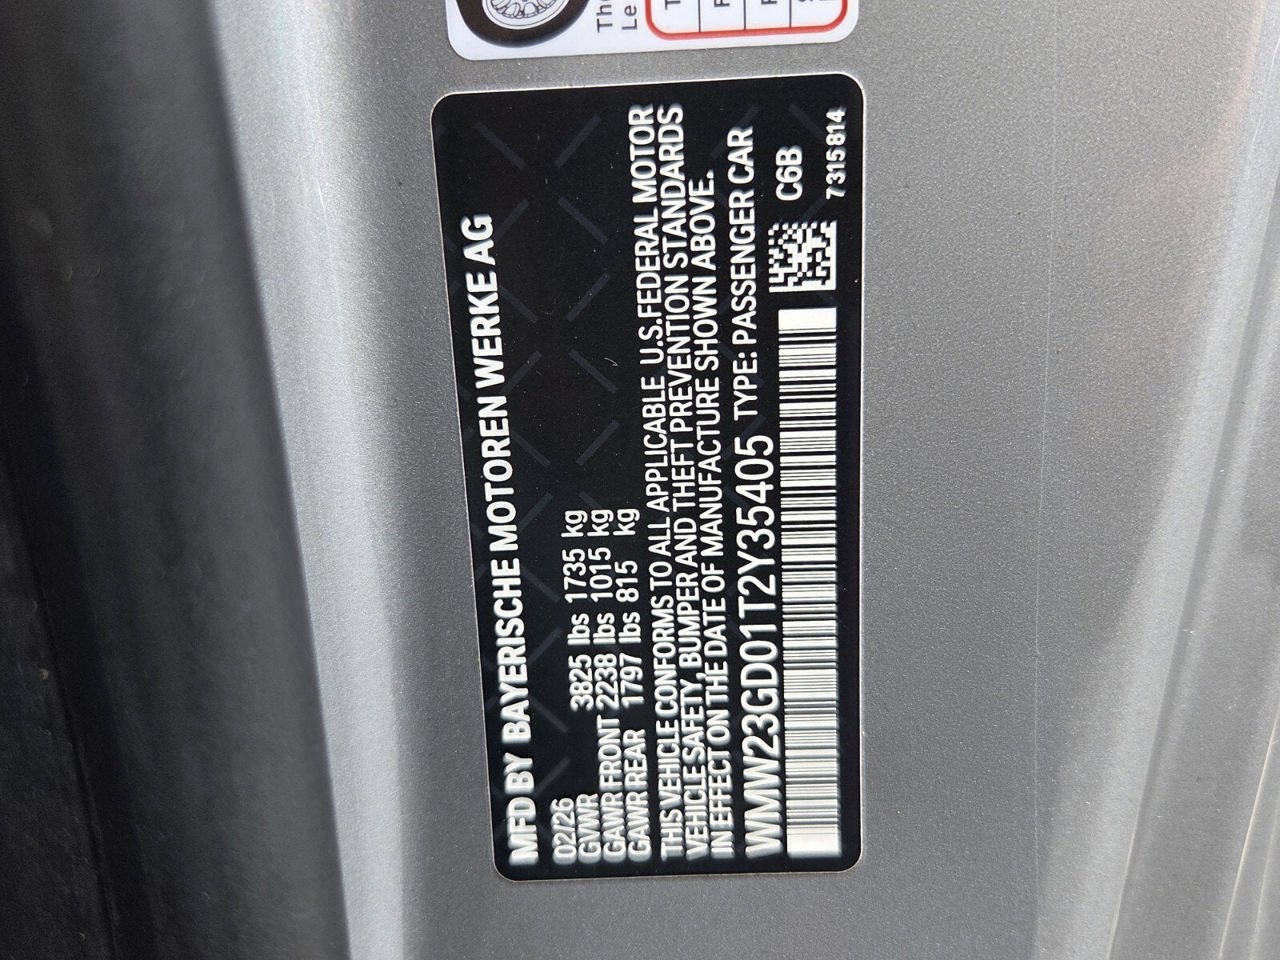 The
Le
MFD BY BAYERISCHE MOTOREN WERKE AG
02/26
GVWR 3825 lbs 1735 kg
GAWR FRONT 2238 lbs 1015 kg
GAWR REAR 1797 lbs 815 kg
THIS VEHICLE CONFORMS TO ALL APPLICABLE U.S.FEDERAL MOTOR
VEHICLE SAFETY, BUMPER AND THEFT PREVENTION STANDARDS
IN EFFECT ON THE DATE OF MANUFACTURE SHOWN ABOVE.
WMW23GD01T2Y35405 TYPE: PASSENGER CAR
C6B
7315814